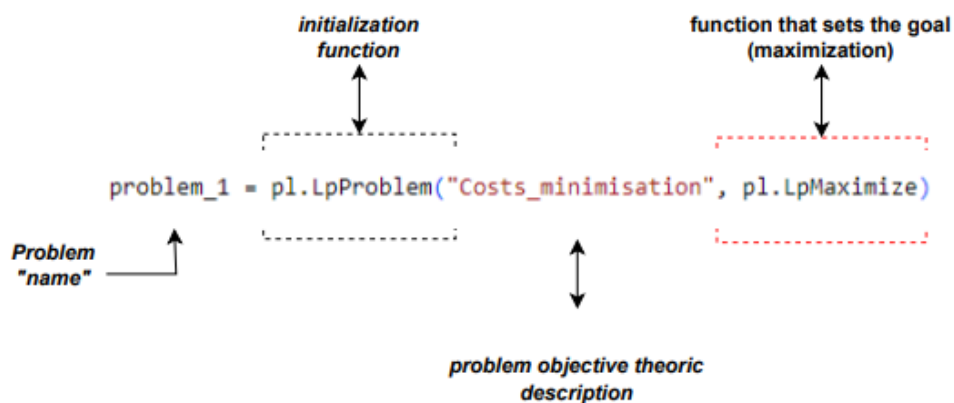 initialization
function
function that sets the goal
(maximization)
problem_1 = pl.LpProblem("Costs_minimisation", pl.LpMaximize)
Problem
"name"
problem objective theoric
description